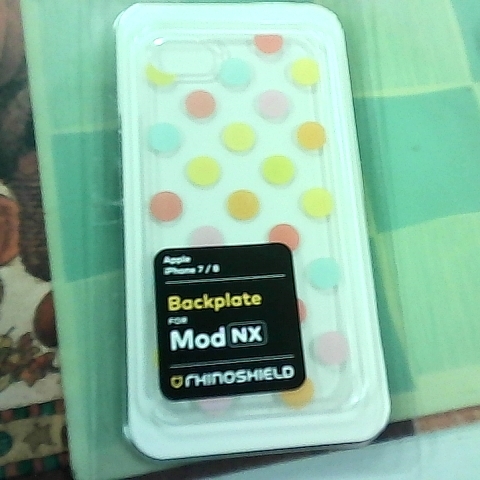 Apple
iPhone 7 / 8
Backplate
FOR
Mod NX
RHINOSHIELD